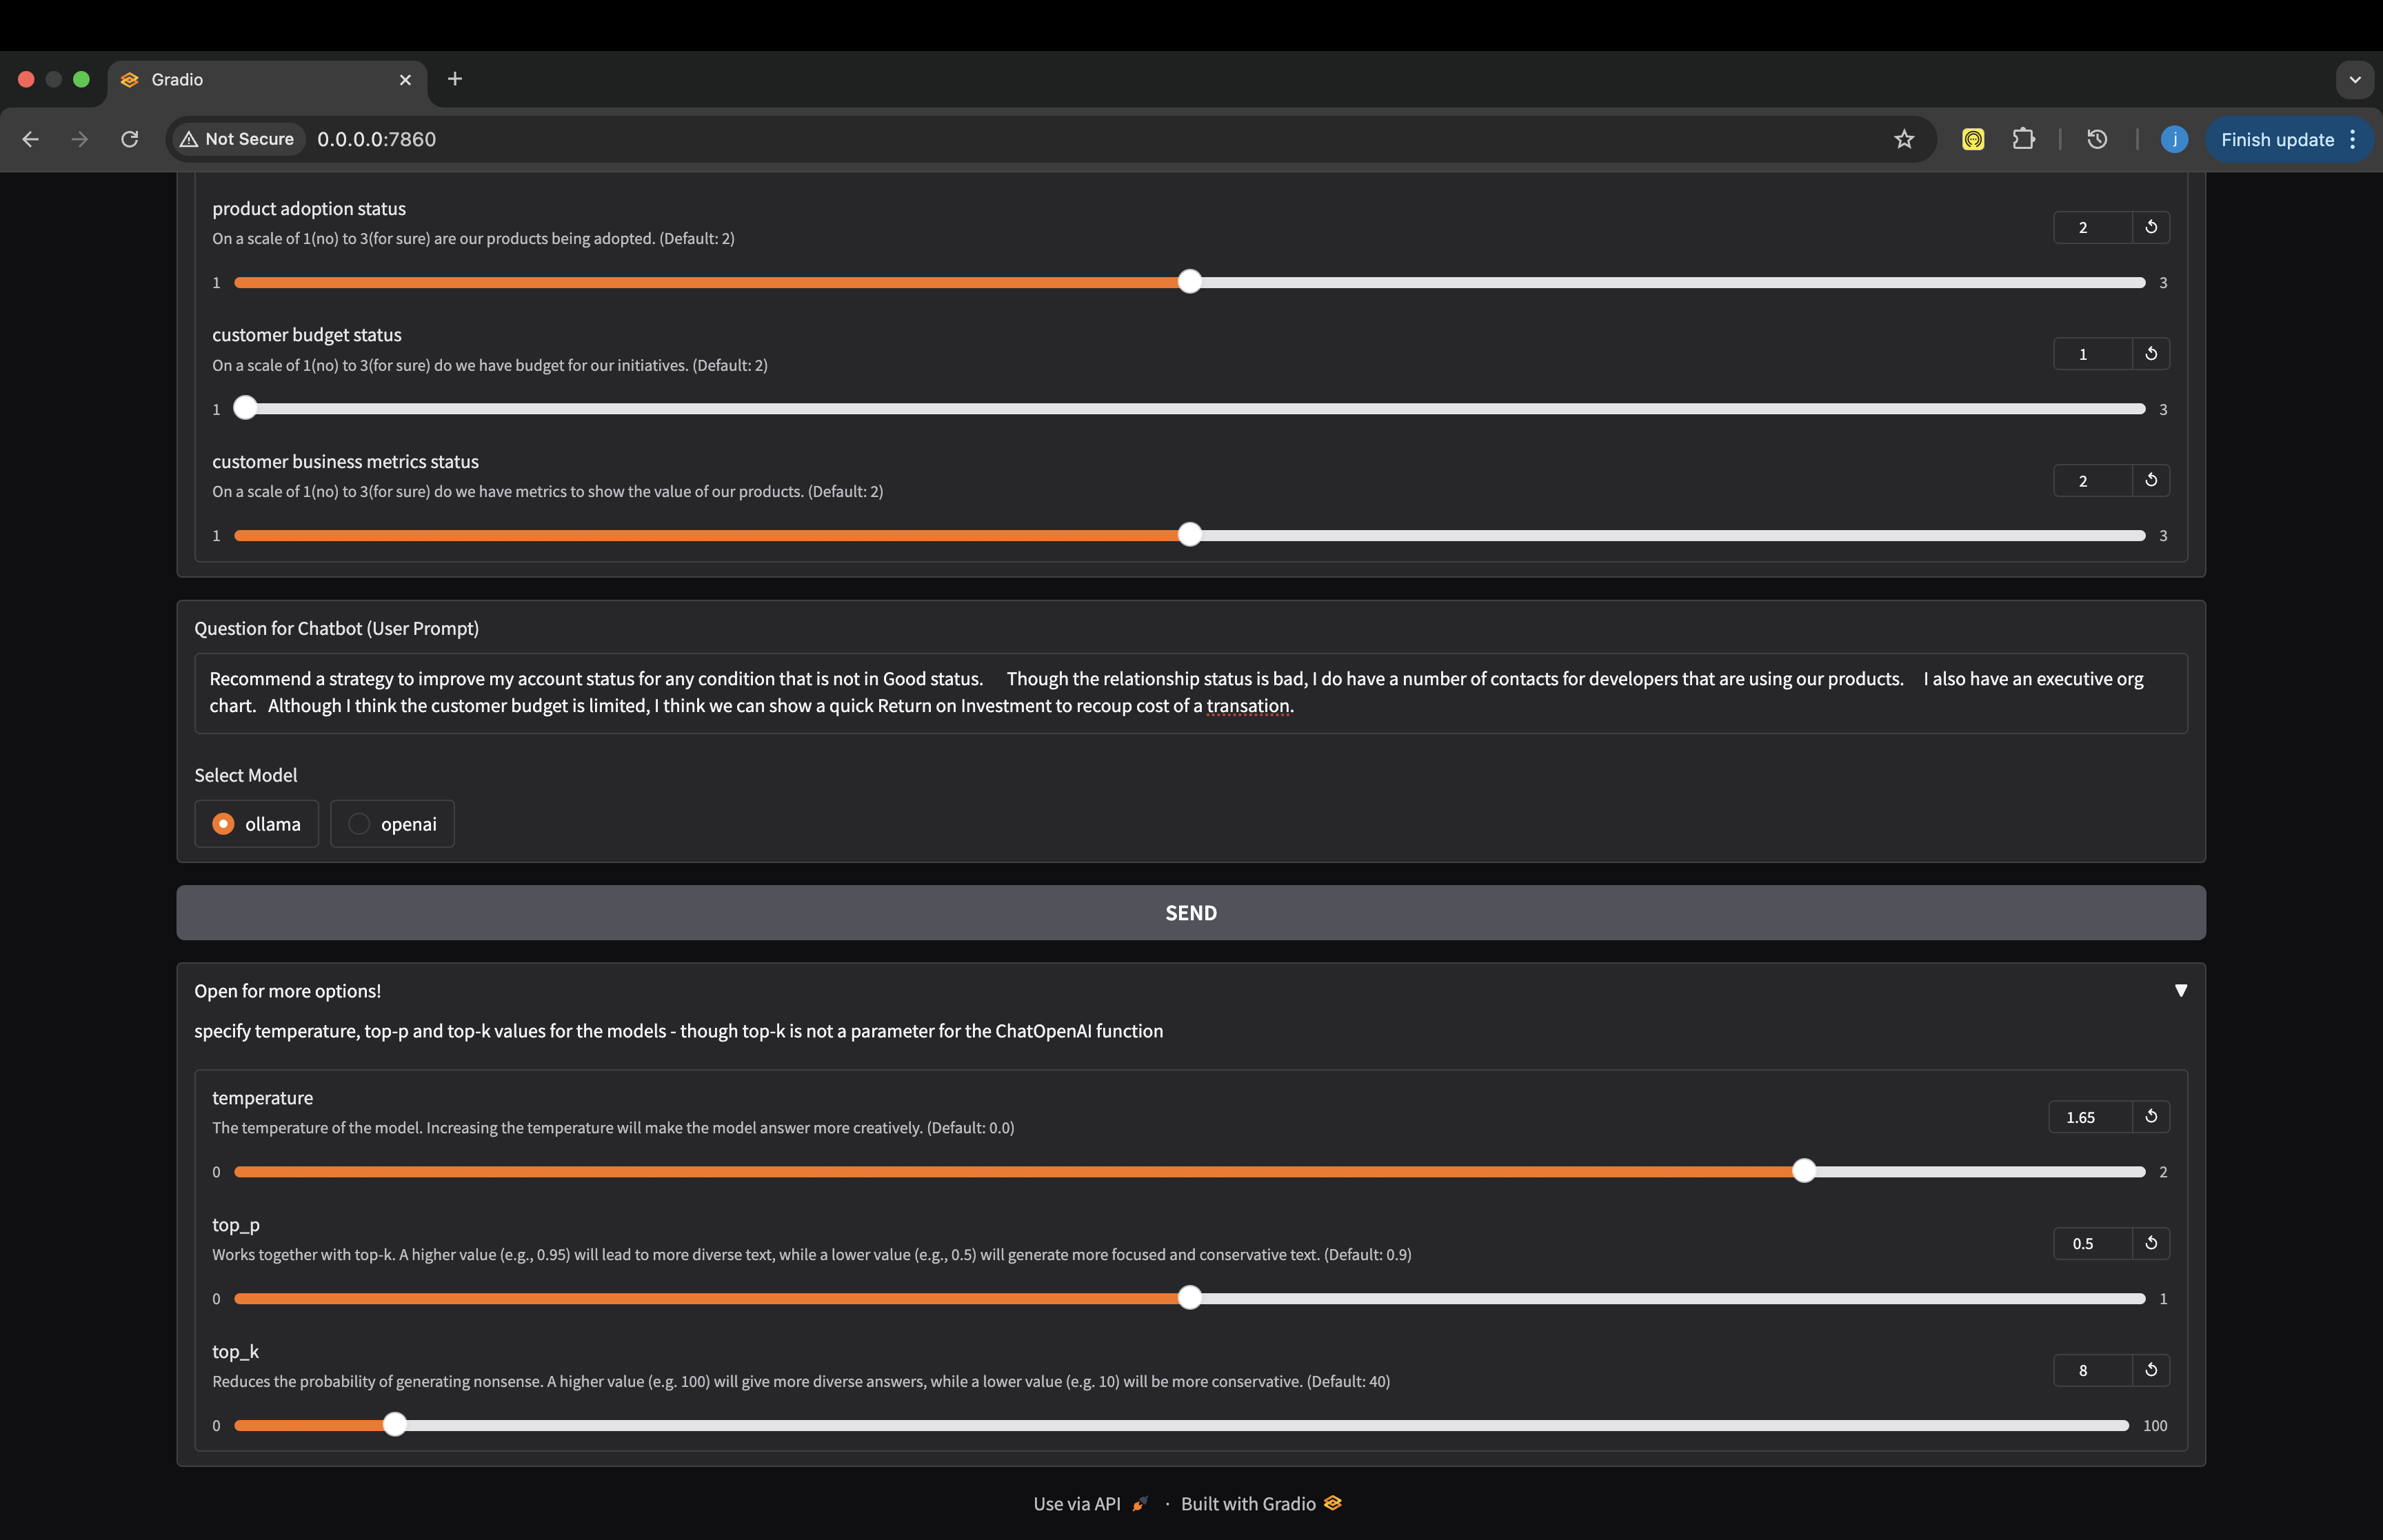 Gradio
Not Secure 0.0.0.0:7860 j Finish update
product adoption status
On a scale of 1(no) to 3(for sure) are our products being adopted. (Default: 2)
2
1 3
customer budget status
On a scale of 1(no) to 3(for sure) do we have budget for our initiatives. (Default: 2)
1
1 3
customer business metrics status
On a scale of 1(no) to 3(for sure) do we have metrics to show the value of our products. (Default: 2)
2
1 3
Question for Chatbot (User Prompt)
Recommend a strategy to improve my account status for any condition that is not in Good status. Though the relationship status is bad, I do have a number of contacts for developers that are using our products. I also have an executive org
chart. Although I think the customer budget is limited, I think we can show a quick Return on Investment to recoup cost of a transation.
Select Model
ollama openai
SEND
Open for more options!
specify temperature, top-p and top-k values for the models - though top-k is not a parameter for the ChatOpenAI function
temperature
The temperature of the model. Increasing the temperature will make the model answer more creatively. (Default: 0.0)
1.65
0 2
top_p
Works together with top-k. A higher value (e.g., 0.95) will lead to more diverse text, while a lower value (e.g., 0.5) will generate more focused and conservative text. (Default: 0.9)
0.5
0 1
top_k
Reduces the probability of generating nonsense. A higher value (e.g. 100) will give more diverse answers, while a lower value (e.g. 10) will be more conservative. (Default: 40)
8
0 100
Use via API · Built with Gradio